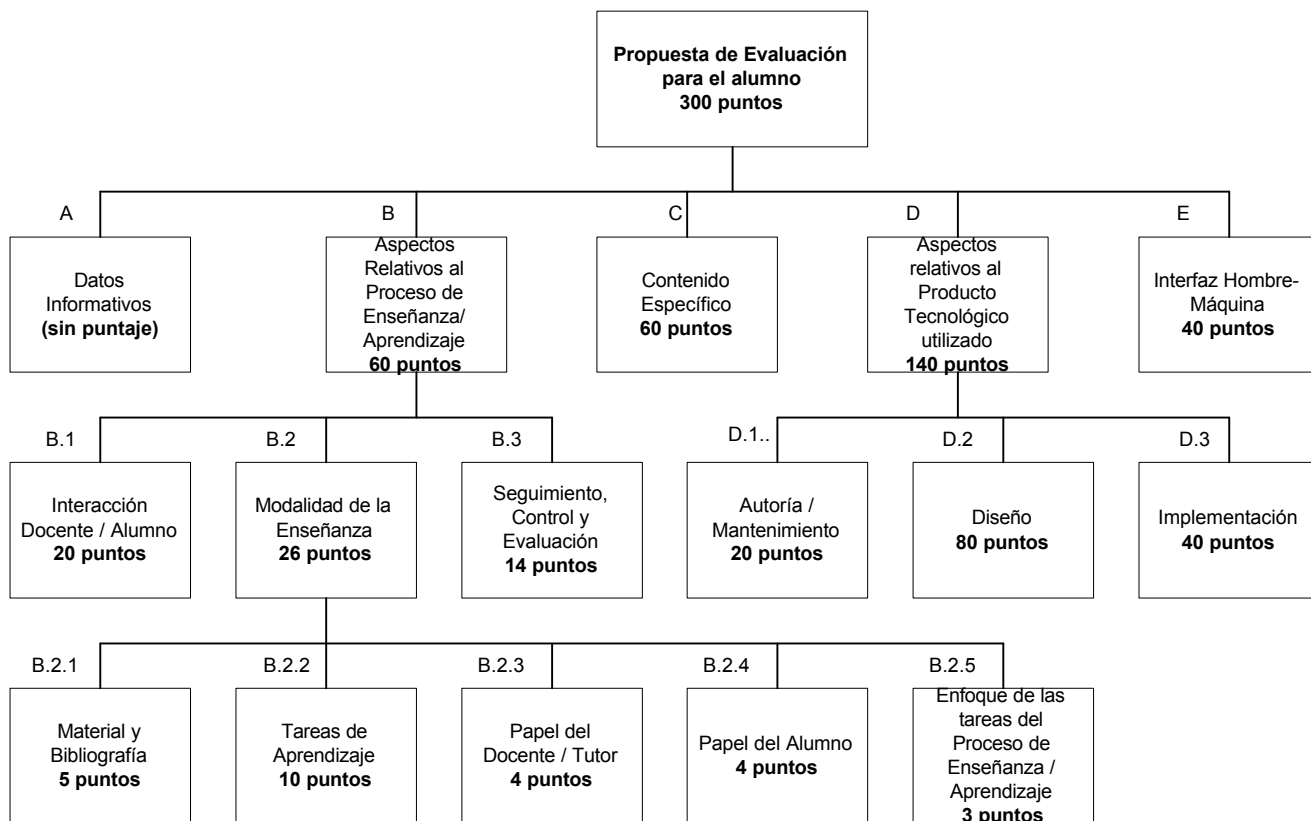 Propuesta de Evaluación
para el alumno
300 puntos
A
Datos
Informativos
(sin puntaje)
B
Aspectos
Relativos al
Proceso de
Enseñanza/
Aprendizaje
60 puntos
C
Contenido
Específico
60 puntos
D
Aspectos
relativos al
Producto
Tecnológico
utilizado
140 puntos
E
Interfaz Hombre-
Máquina
40 puntos
B.1
Interacción
Docente / Alumno
20 puntos
B.2
Modalidad de la
Enseñanza
26 puntos
B.3
Seguimiento,
Control y
Evaluación
14 puntos
D.1..
Autoría /
Mantenimiento
20 puntos
D.2
Diseño
80 puntos
D.3
Implementación
40 puntos
B.2.1
Material y
Bibliografía
5 puntos
B.2.2
Tareas de
Aprendizaje
10 puntos
B.2.3
Papel del
Docente / Tutor
4 puntos
B.2.4
Papel del Alumno
4 puntos
B.2.5
Enfoque de las
tareas del
Proceso de
Enseñanza /
Aprendizaje
3 puntos